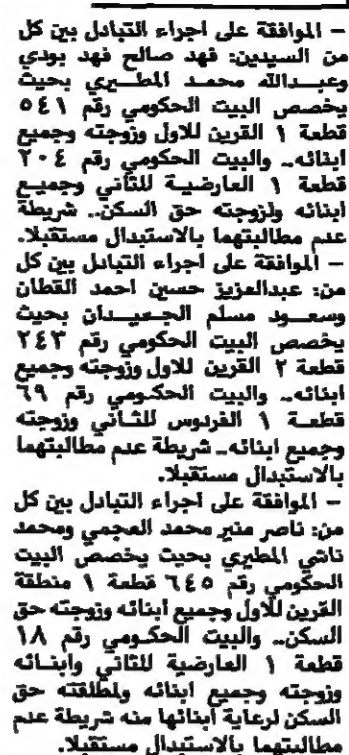 – الموافقة على اجراء التبادل بين كل
من السيدين: فهد صالح فهد بودي
وعبدالله محمد المطيري بحيث
يخصص البيت الحكومي رقم ٥٤١
قطعة ١ القرين للاول وزوجته وجميع
ابنائه.. والبيت الحكومي رقم ٢٠٤
قطعة ١ العارضية للثاني وجميع
ابنائه ولزوجته حق السكن.. شريطة
عدم مطالبتهما بالاستبدال مستقبلا.
– الموافقة على اجراء التبادل بين كل
من: عبدالعزيز حسين احمد القطان
وسعود مسلم الجعيدان بحيث
يخصص البيت الحكومي رقم ٢٤٣
قطعة ٢ القرين للاول وزوجته وجميع
ابنائه.. والبيت الحكومي رقم ٦٩
قطعة ١ الفردوس للثاني وزوجته
وجميع ابنائه.. شريطة عدم مطالبتهما
بالاستبدال مستقبلا.
– الموافقة على اجراء التبادل بين كل
من: ناصر منير محمد العجمي ومحمد
ناشي المطيري بحيث يخصص البيت
الحكومي رقم ٦٤٥ قطعة ١ منطقة
القرين للأول وجميع أبنائه وزوجته حق
السكن.. والبيت الحكومي رقم ١٨
قطعة ١ العارضية للثاني وابنائه
وزوجته وجميع ابنائه ولمطلقته حق
السكن لرعاية أبنائها منه شريطة عدم
مطالبتهما بالاستبدال مستقبلا.